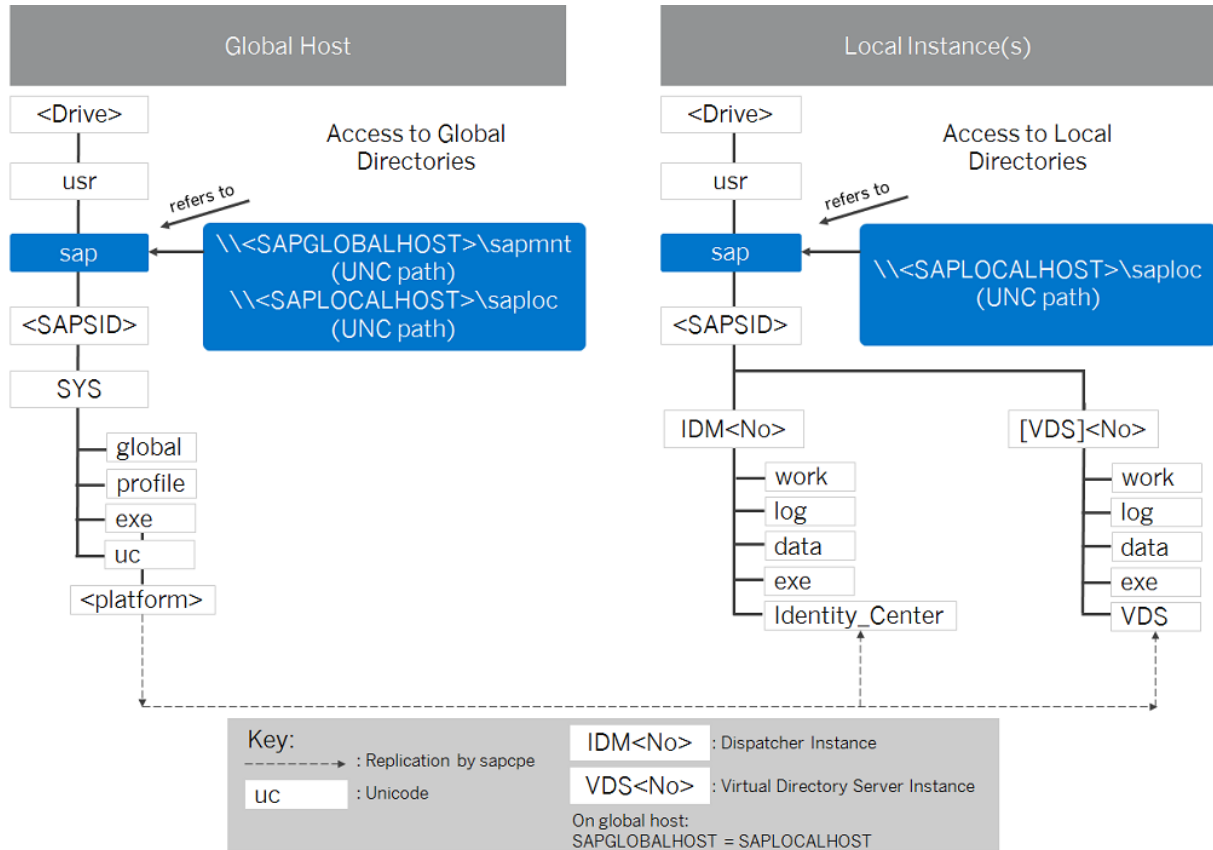 Global Host
<Drive>
usr
sap
<SAPSID>
SYS
global
profile
exe
uc
<platform>
Access to Global
Directories
refers to
\\<SAPGLOBALHOST>\sapmnt
(UNC path)
\\<SAPLOCALHOST>\saploc
(UNC path)
Local Instance(s)
<Drive>
usr
sap
<SAPSID>
Access to Local
Directories
refers to
\\<SAPLOCALHOST>\saploc
(UNC path)
IDM<No>
work
log
data
exe
Identity_Center
[VDS]<No>
work
log
data
exe
VDS
Key:
: Replication by sapcpe
uc : Unicode
IDM<No> : Dispatcher Instance
VDS<No> : Virtual Directory Server Instance
On global host:
SAPGLOBALHOST = SAPLOCALHOST